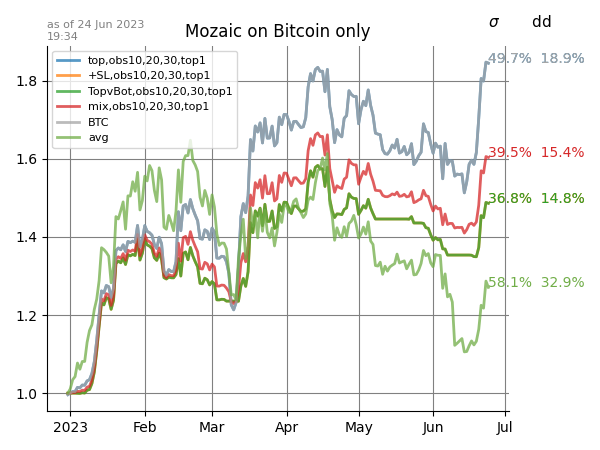 as of 24 Jun 2023
19:34
Mozaic on Bitcoin only
σ dd
top,obs10,20,30,top1
+SL,obs10,20,30,top1
TopvBot,obs10,20,30,top1
mix,obs10,20,30,top1
BTC
avg
49.7% 18.9%
39.5% 15.4%
36.8% 14.8%
58.1% 32.9%
1.8
1.6
1.4
1.2
1.0
2023 Feb Mar Apr May Jun Jul